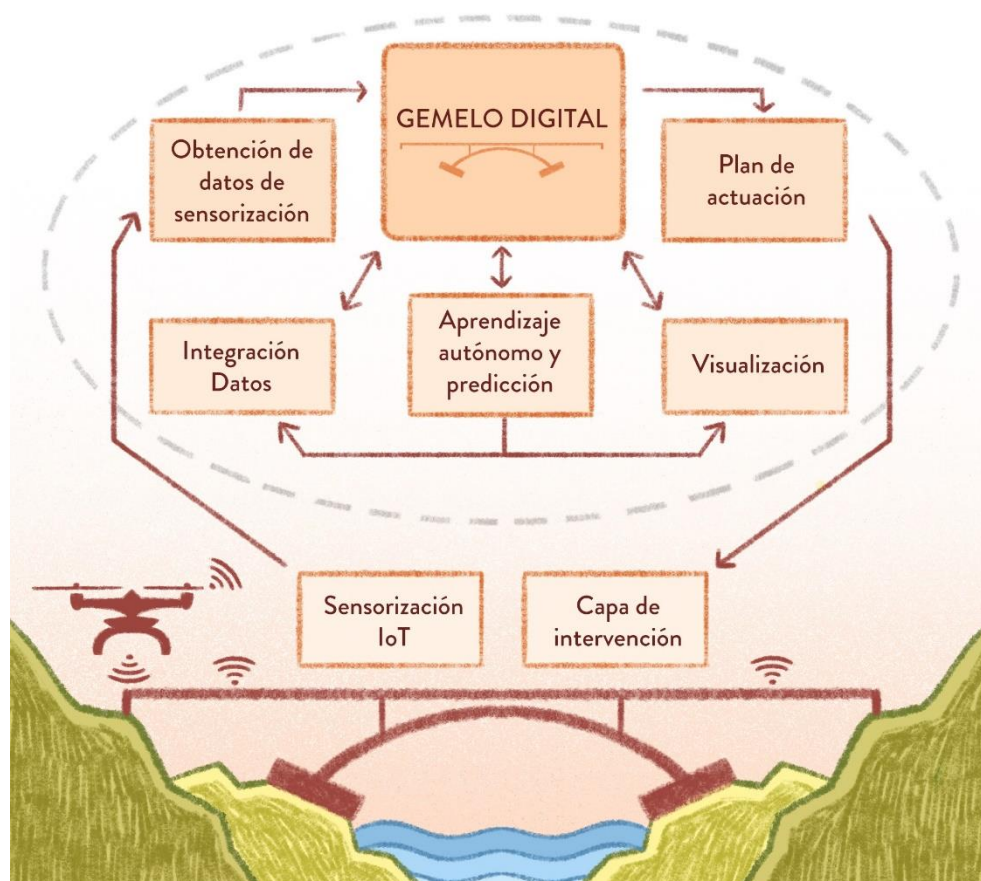 GEMELO DIGITAL
Obtención de
datos de
sensorización
Plan de
actuación
Integración
Datos
Aprendizaje
autónomo y
predicción
Visualización
Sensorización
IoT
Capa de
intervención